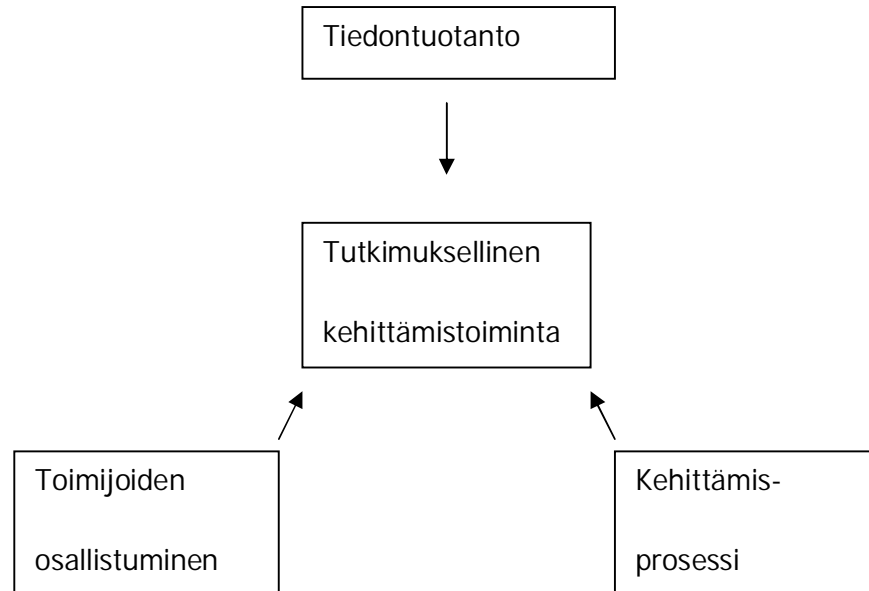 Tiedontuotanto
Tutkimuksellinen
kehittämistoiminta
Toimijoiden
osallistuminen
Kehittämis-
prosessi